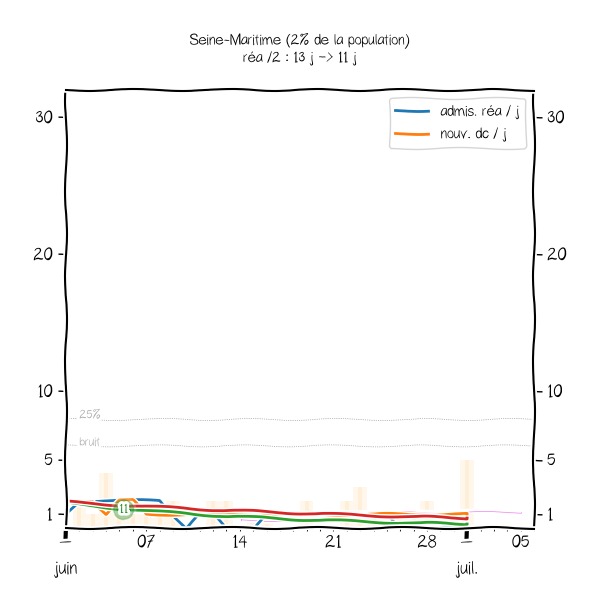 Seine-Maritime (2% de la population)
réa /2 : 13 j -> 11 j
admis. réa / j
nouv. dc / j
30
30
20
20
10
10
25%
bruit
5
5
11
1
1
07
14
21
28
05
juin
juil.